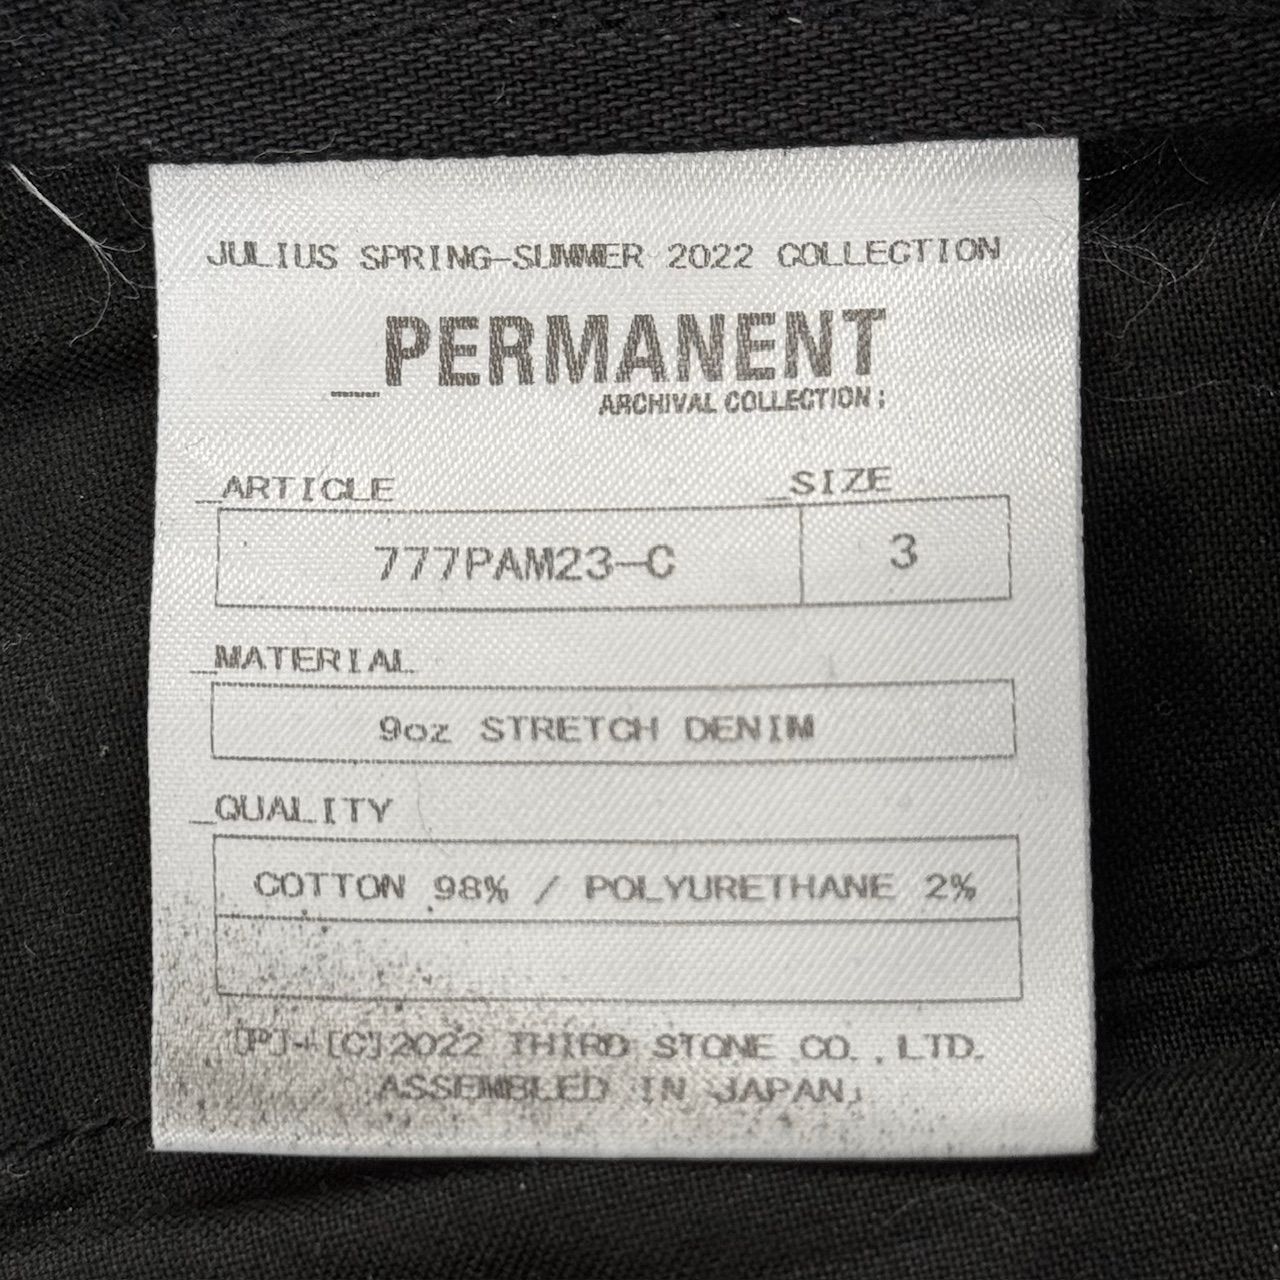 JULIUS SPRING-SUMMER 2022 COLLECTION
_PERMANENT
ARCHIVAL COLLECTION ;
_ARTICLE
_SIZE
777PAM23-C
3
_MATERIAL
9oz STRETCH DENIM
_QUALITY
COTTON 98% / POLYURETHANE 2%
[P]+[C]2022 THIRD STONE CO.,LTD.
ASSEMBLED IN JAPAN;